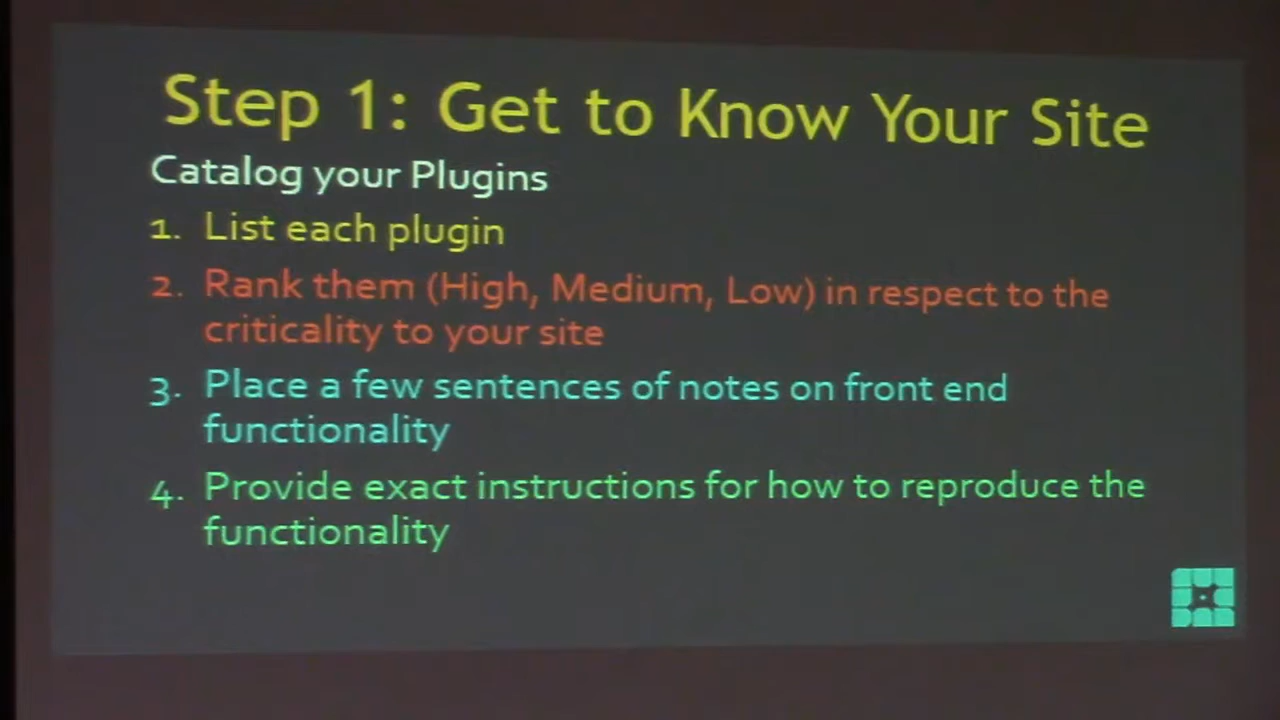 Step 1: Get to Know Your Site
Catalog your Plugins
1. List each plugin
2. Rank them (High, Medium, Low) in respect to the
criticality to your site
3. Place a few sentences of notes on front end
functionality
4. Provide exact instructions for how to reproduce the
functionality